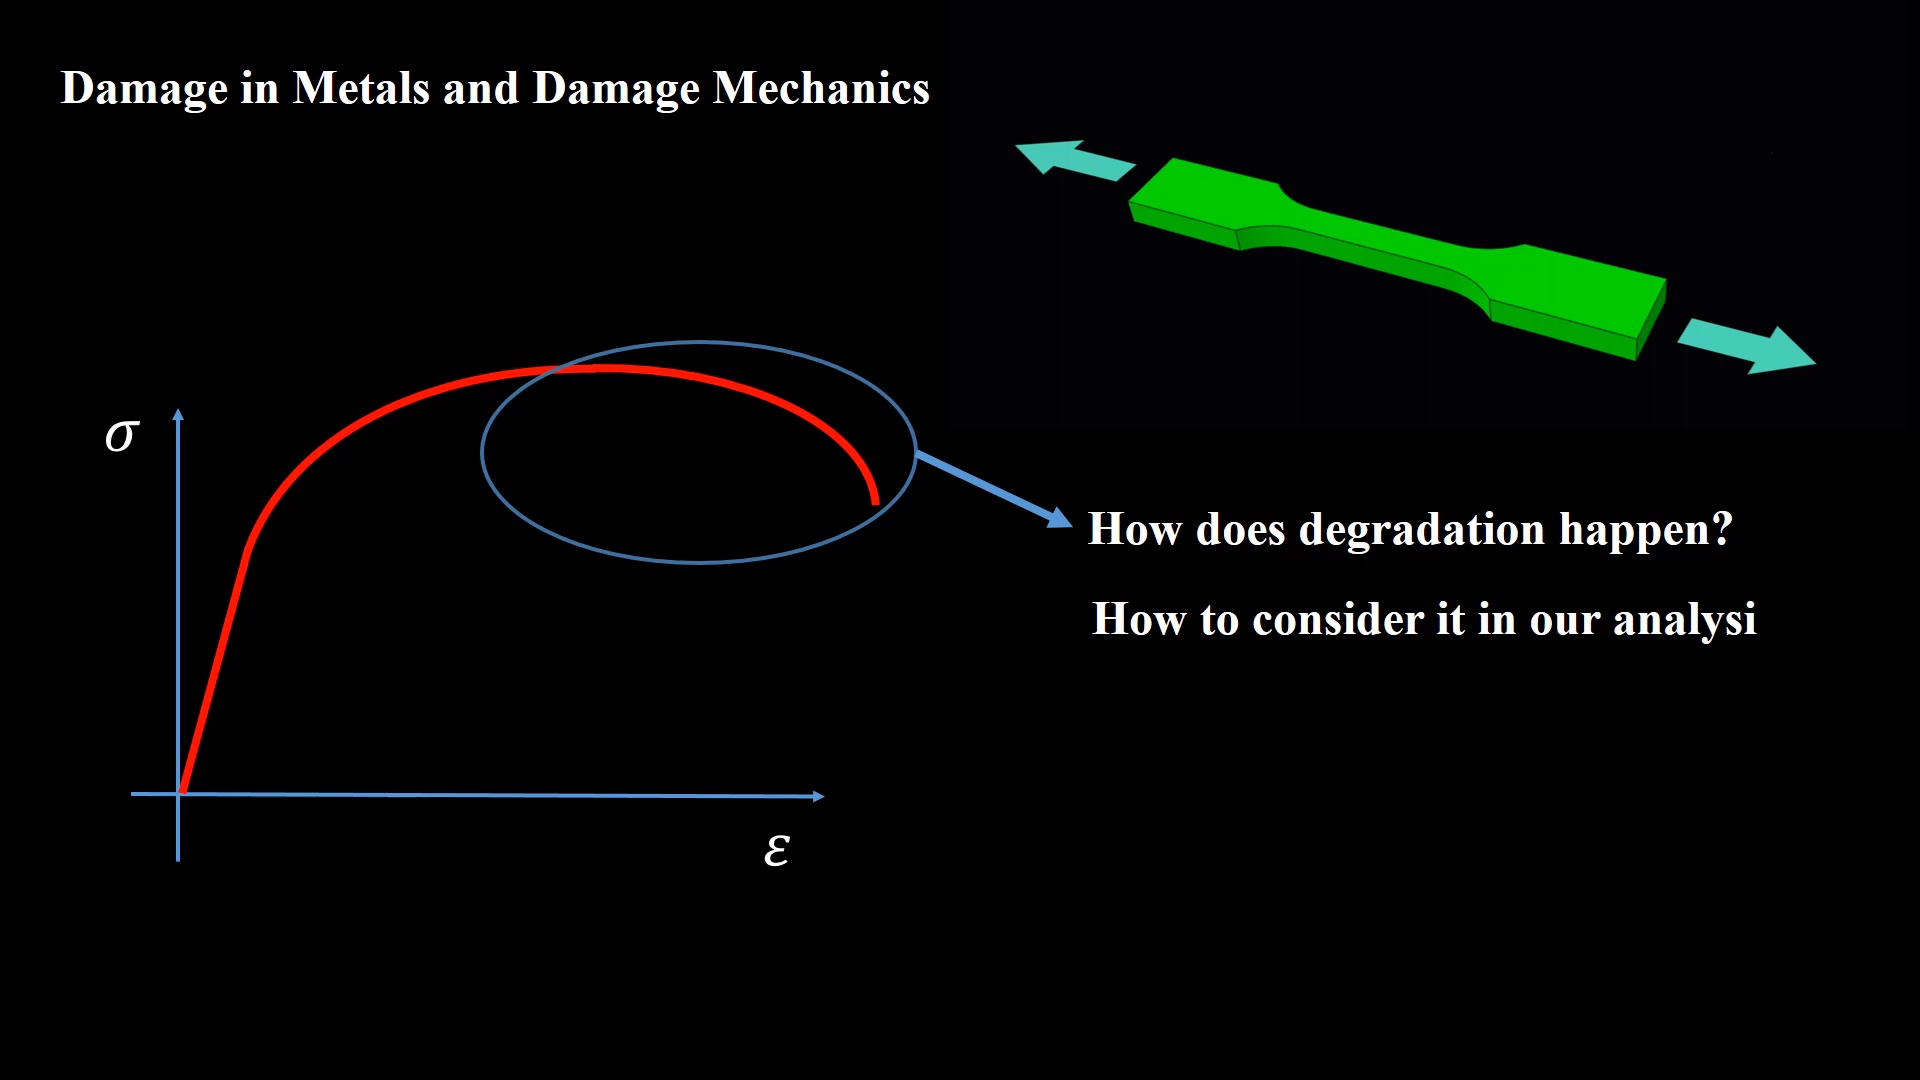 Damage in Metals and Damage Mechanics
σ
How does degradation happen?
How to consider it in our analysi
ε